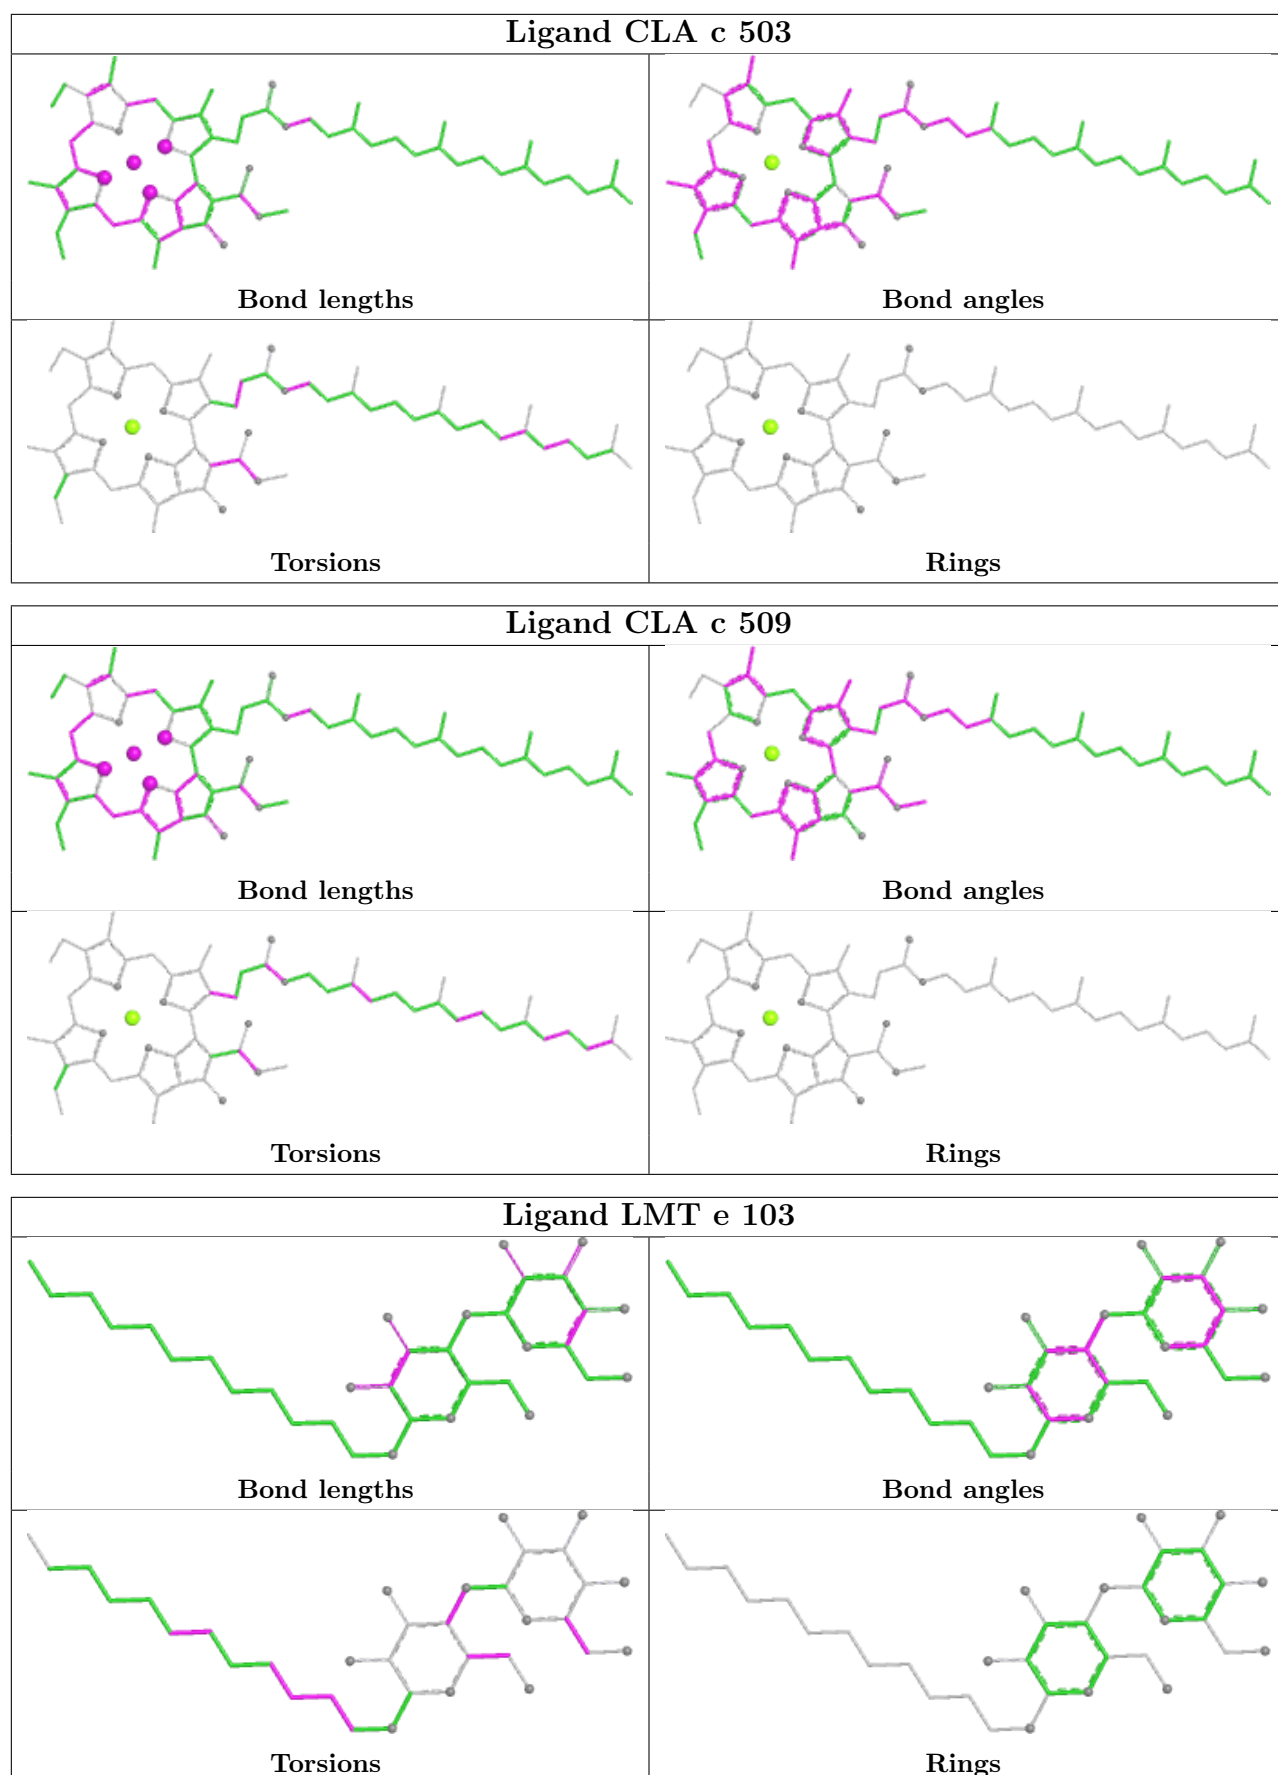 Ligand CLA c 503
Bond lengths
Bond angles
Torsions
Rings
Ligand CLA c 509
Bond lengths
Bond angles
Torsions
Rings
Ligand LMT e 103
Bond lengths
Bond angles
Torsions
Rings